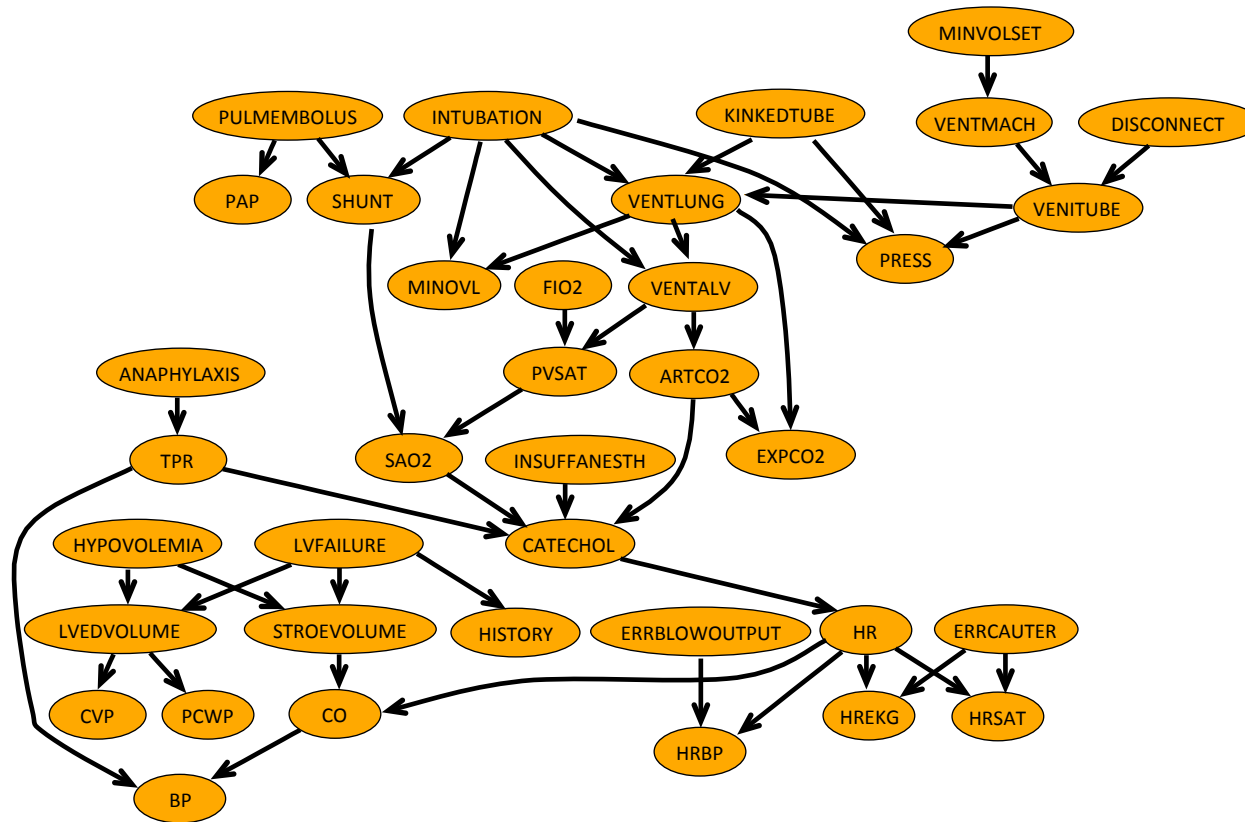 MINVOLSET
PULMEMBOLUS
INTUBATION
KINKEDTUBE
VENTMACH
DISCONNECT
PAP
SHUNT
VENTLUNG
VENITUBE
PRESS
MINOVL
FIO2
VENTALV
ANAPHYLAXIS
PVSAT
ARTCO2
TPR
SAO2
INSUFFANESTH
EXPCO2
HYPOVOLEMIA
LVFAILURE
CATECHOL
LVEDVOLUME
STROEVOLUME
HISTORY
ERRBLOWOUTPUT
HR
ERRCAUTER
CVP
PCWP
CO
HREKG
HRSAT
HRBP
BP